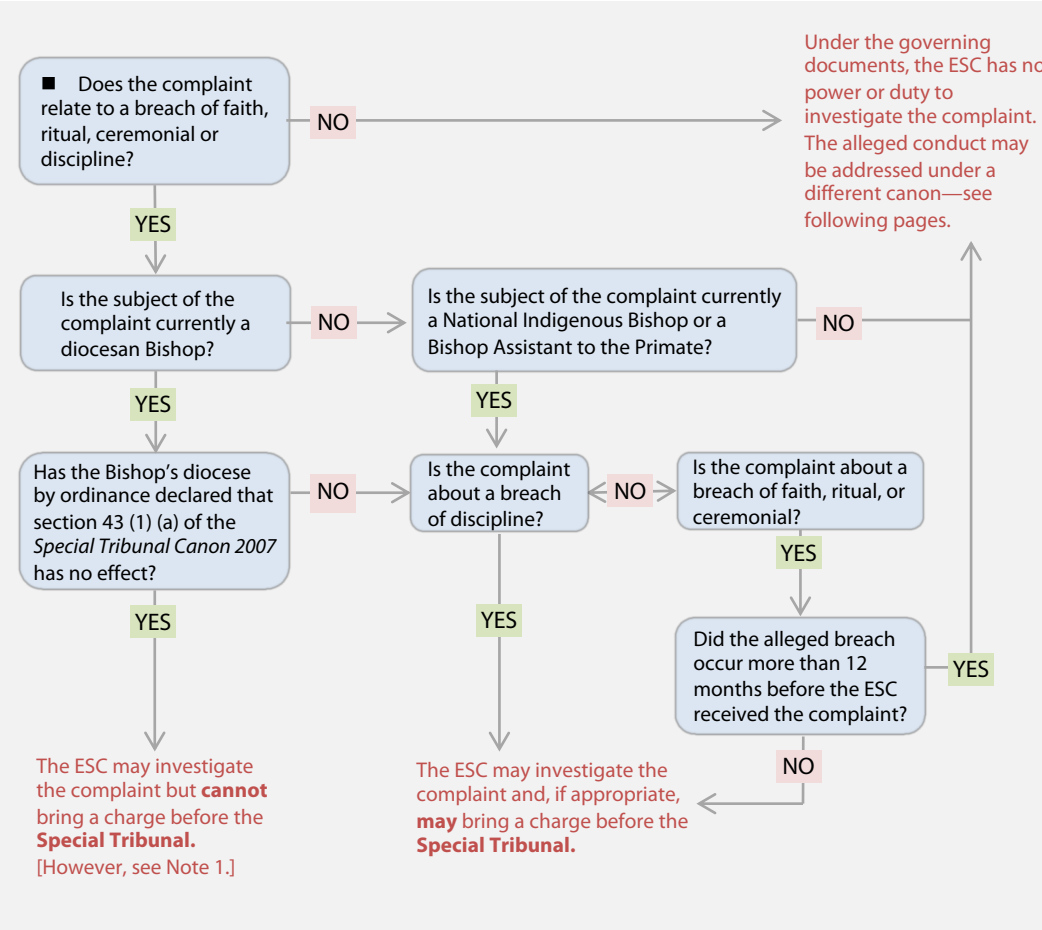 ■ Does the complaint
relate to a breach of faith,
ritual, ceremonial or
discipline?
NO
Under the governing
documents, the ESC has no
power or duty to
investigate the complaint.
The alleged conduct may
be addressed under a
different canon—see
following pages.
YES
Is the subject of the
complaint currently a
diocesan Bishop?
NO
Is the subject of the complaint currently
a National Indigenous Bishop or a
Bishop Assistant to the Primate?
NO
YES
YES
Has the Bishop’s diocese
by ordinance declared that
section 43 (1) (a) of the
Special Tribunal Canon 2007
has no effect?
NO
Is the complaint
about a breach
of discipline?
NO
Is the complaint about a
breach of faith, ritual, or
ceremonial?
YES
YES
YES
Did the alleged breach
occur more than 12
months before the ESC
received the complaint?
YES
NO
The ESC may investigate
the complaint but cannot
bring a charge before the
Special Tribunal.
[However, see Note 1.]
The ESC may investigate the
complaint and, if appropriate,
may bring a charge before the
Special Tribunal.